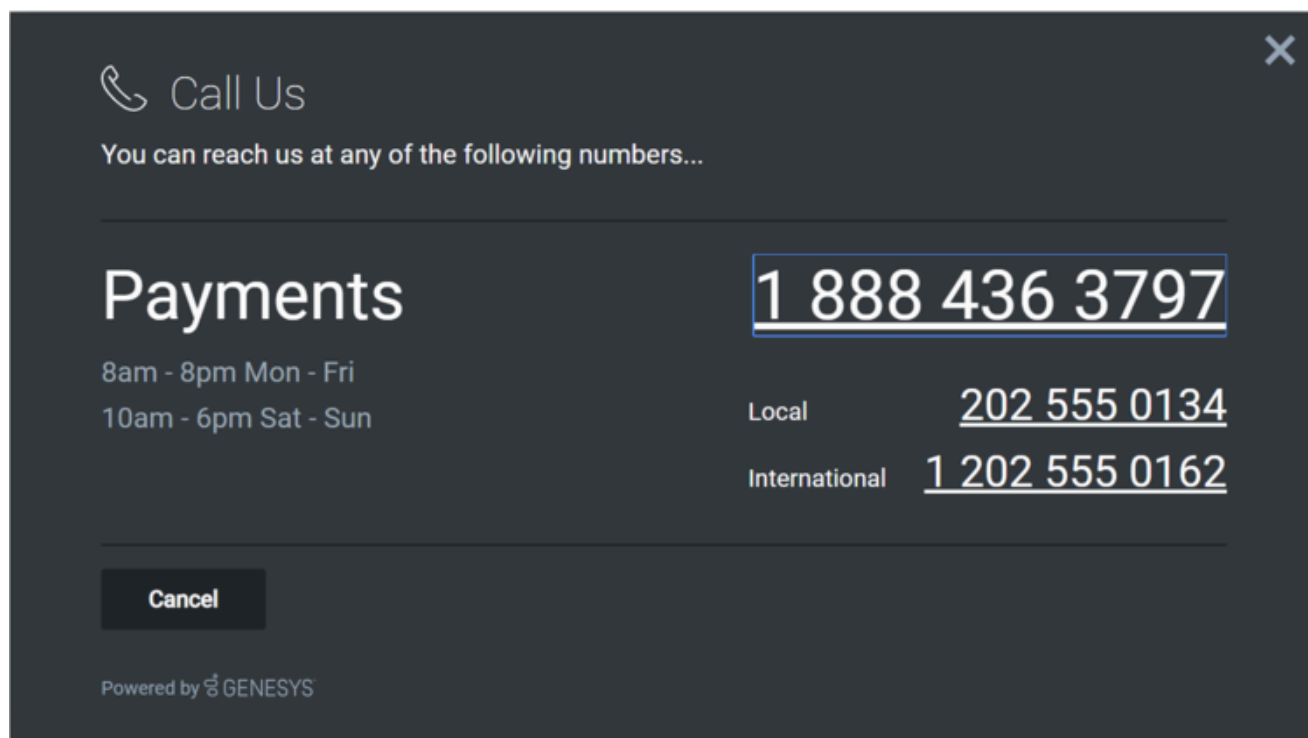 Call Us
You can reach us at any of the following numbers...
Payments
1 888 436 3797
8am - 8pm Mon - Fri
10am - 6pm Sat - Sun
Local 202 555 0134
International 1 202 555 0162
Cancel
Powered by GENESYS